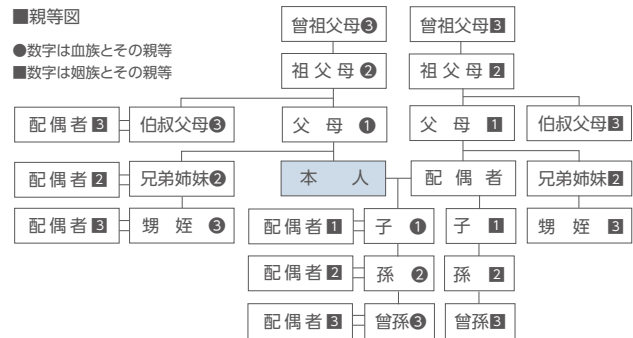 ■親等図
●数字は血族とその親等
■数字は姻族とその親等
曾祖父母❸ 曾祖父母3
祖父母❷ 祖父母2
配偶者3 伯叔父母❸ 父母❶ 父母1 伯叔父母3
配偶者2 兄弟姉妹❷ 本人 配偶者 兄弟姉妹2
配偶者3 甥姪❸ 配偶者1 子❶ 子1 甥姪3
配偶者2 孫❷ 孫2
配偶者3 曾孫❸ 曾孫3